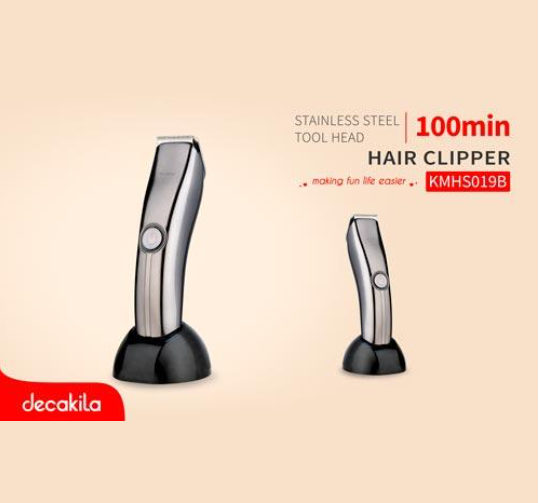 STAINLESS STEEL
TOOL HEAD
100min
HAIR CLIPPER
making fun life easier
KMHS019B
decakila